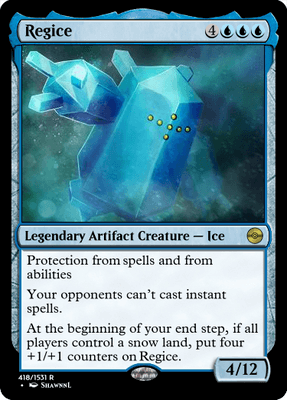 Regice 4
Legendary Artifact Creature — Ice
Protection from spells and from
abilities
Your opponents can't cast instant
spells.
At the beginning of your end step, if all
players control a snow land, put four
+1/+1 counters on Regice.
4/12
418/1531 R
• ShawnnL